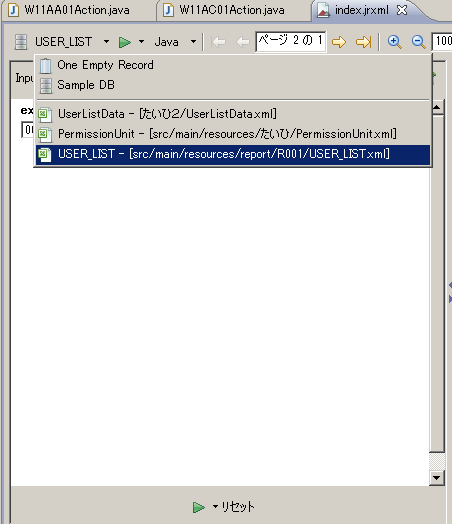 W11AA01Action.java W11AC01Action.java index.jrxml
USER_LIST Java ページ 2 の 1 100
One Empty Record
Sample DB
UserListData - [たいひ2/UserListData.xml]
PermissionUnit - [src/main/resources/たいひ/PermissionUnit.xml]
USER_LIST - [src/main/resources/report/R001/USER_LIST.xml]
リセット